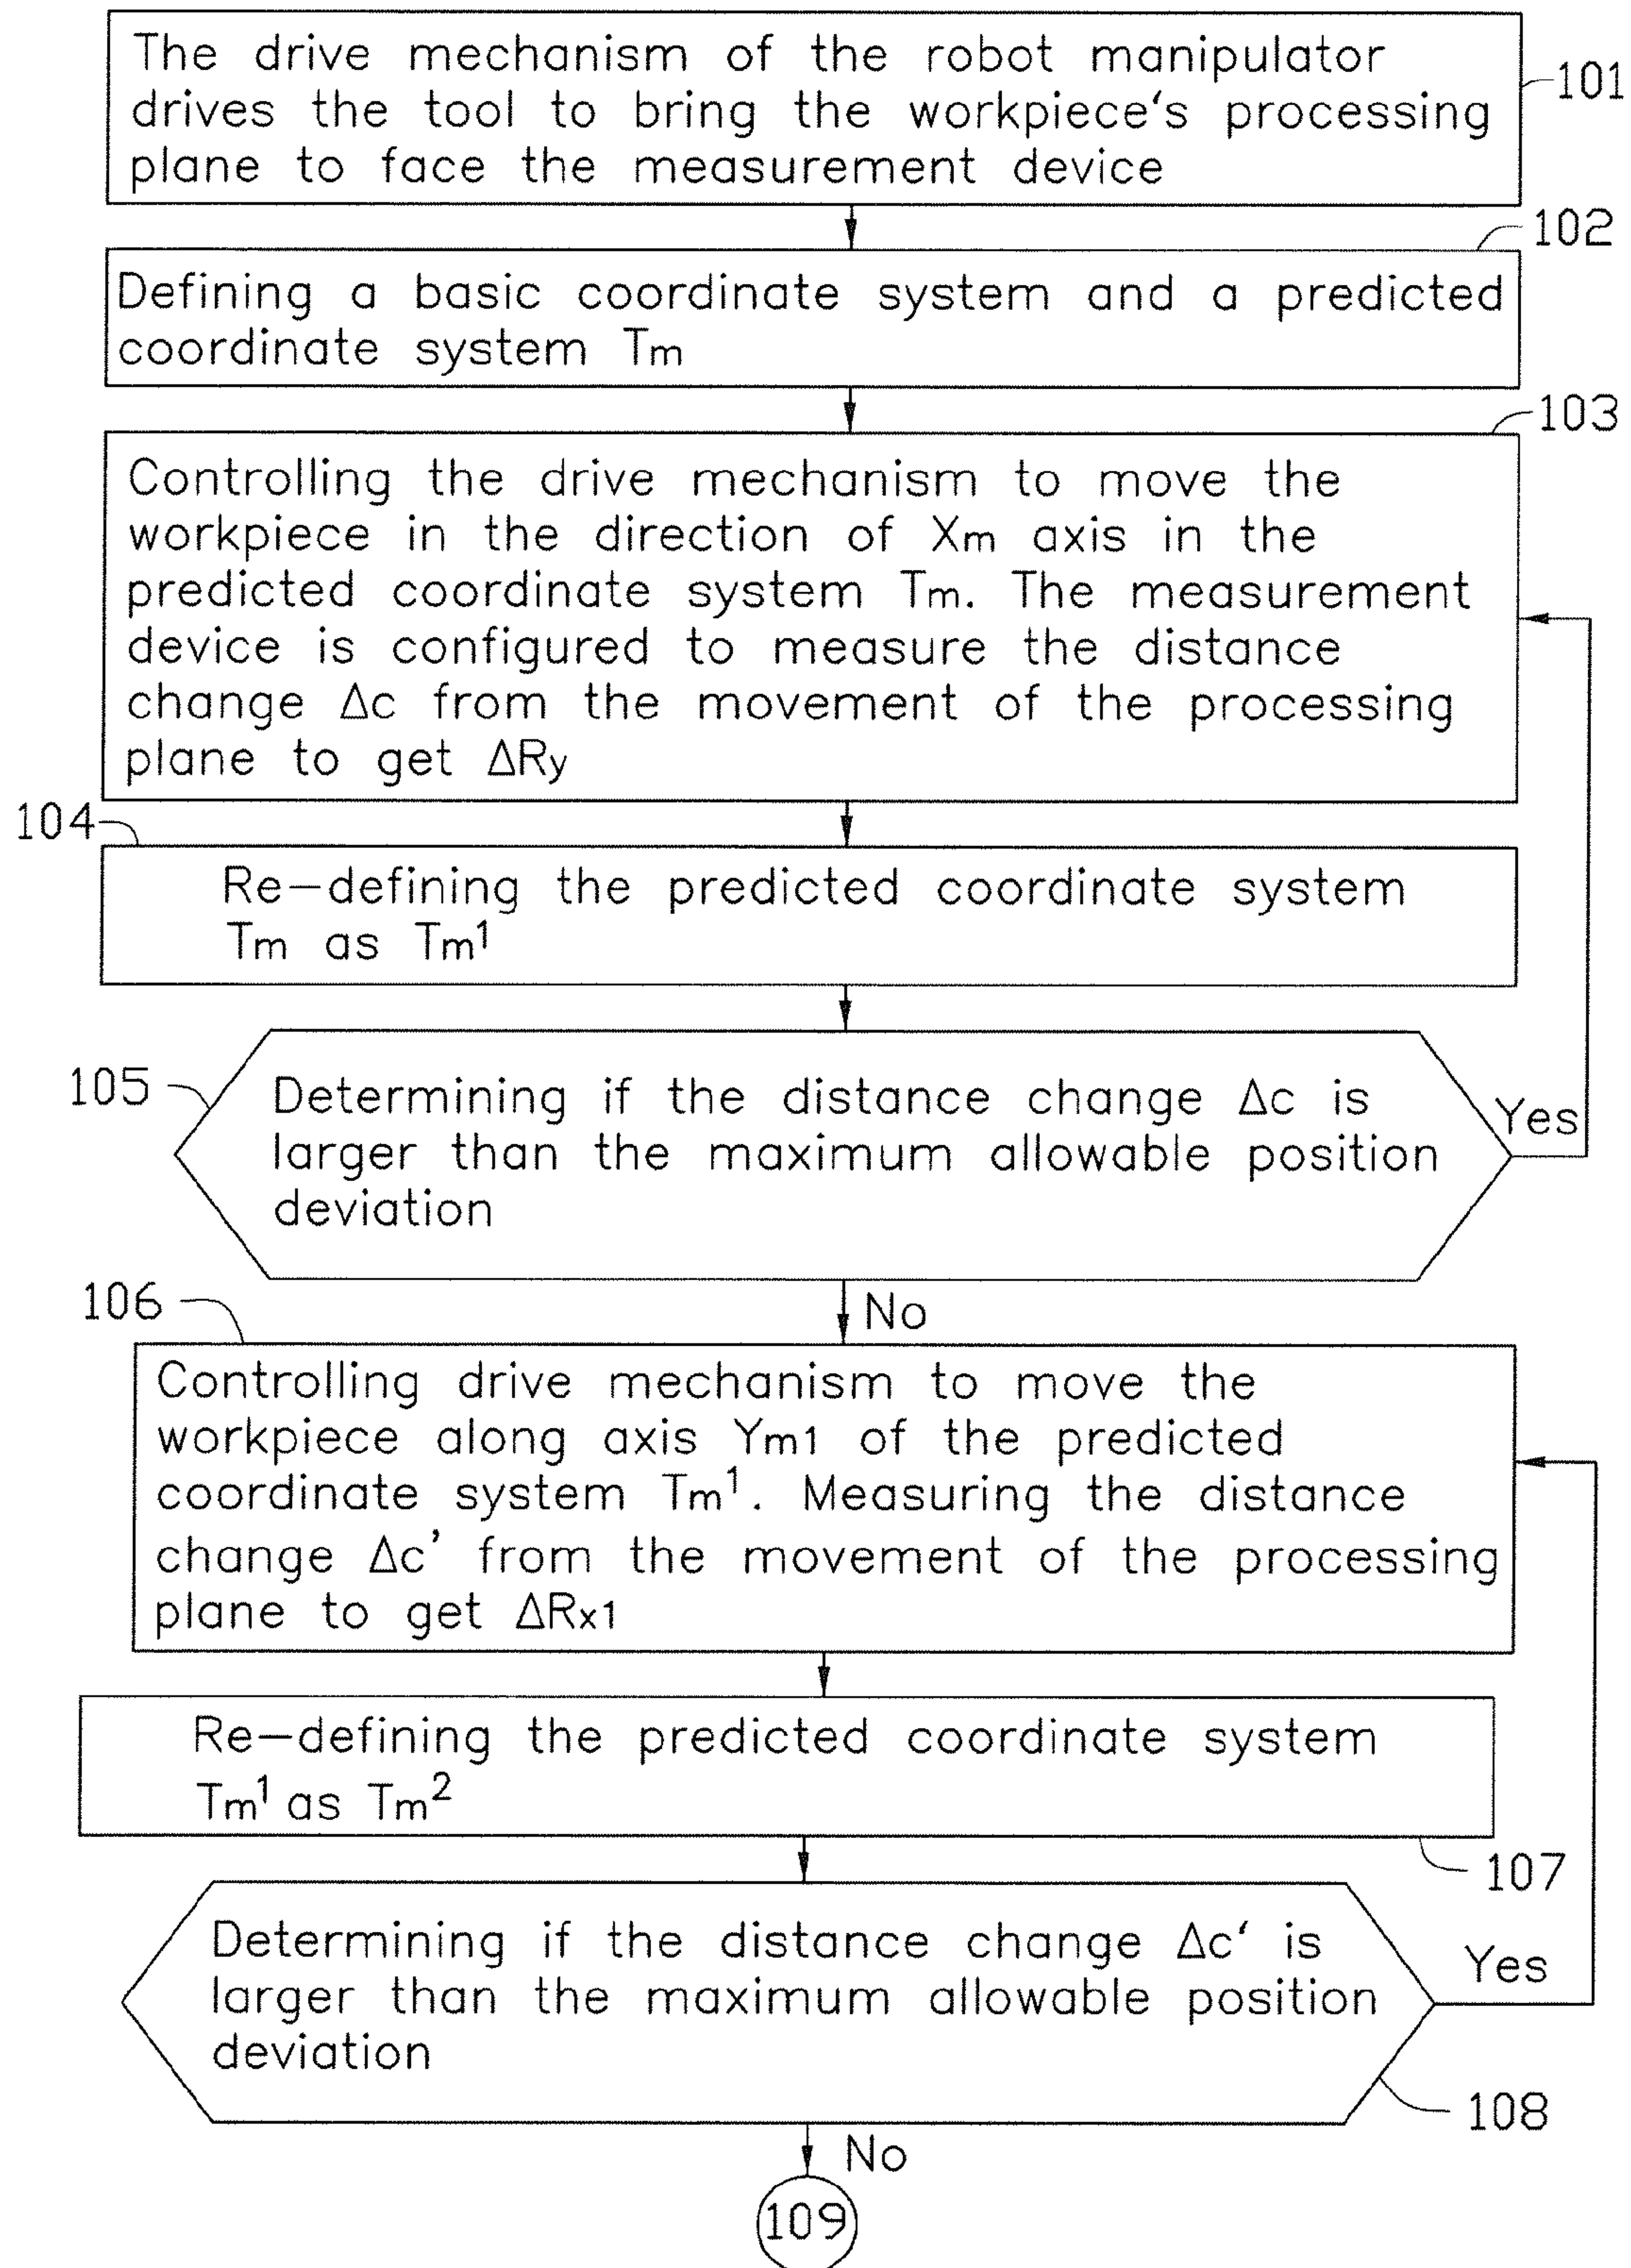 The drive mechanism of the robot manipulator
drives the tool to bring the workpiece‘s processing
plane to face the measurement device
101
102
Defining a basic coordinate system and a predicted
coordinate system Tm
103
Controlling the drive mechanism to move the
workpiece in the direction of Xm axis in the
predicted coordinate system Tm. The measurement
device is configured to measure the distance
change Δc from the movement of the processing
plane to get ΔRy
104
Re-defining the predicted coordinate system
Tm as Tm¹
105
Determining if the distance change Δc is
larger than the maximum allowable position
deviation
Yes
No
106
Controlling drive mechanism to move the
workpiece along axis Ym1 of the predicted
coordinate system Tm¹. Measuring the distance
change Δc’ from the movement of the processing
plane to get ΔRx1
Re-defining the predicted coordinate system
Tm¹ as Tm²
107
Determining if the distance change Δc‘ is
larger than the maximum allowable position
deviation
Yes
108
No
109